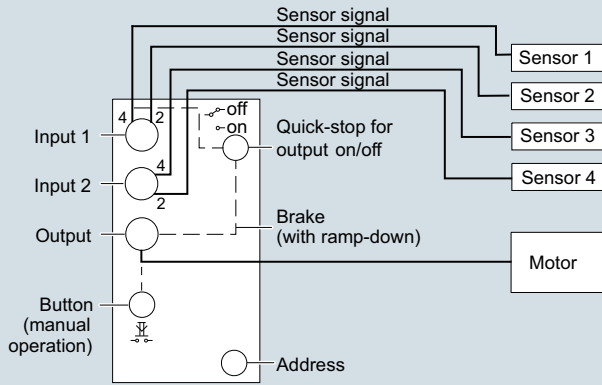 Sensor signal
Sensor signal
Sensor signal
Sensor signal
Sensor 1
Sensor 2
Sensor 3
Sensor 4
4 2
off
on
Input 1
Quick-stop for
output on/off
4
Input 2
2
Output
Brake
(with ramp-down)
Motor
Button
(manual
operation)
Address